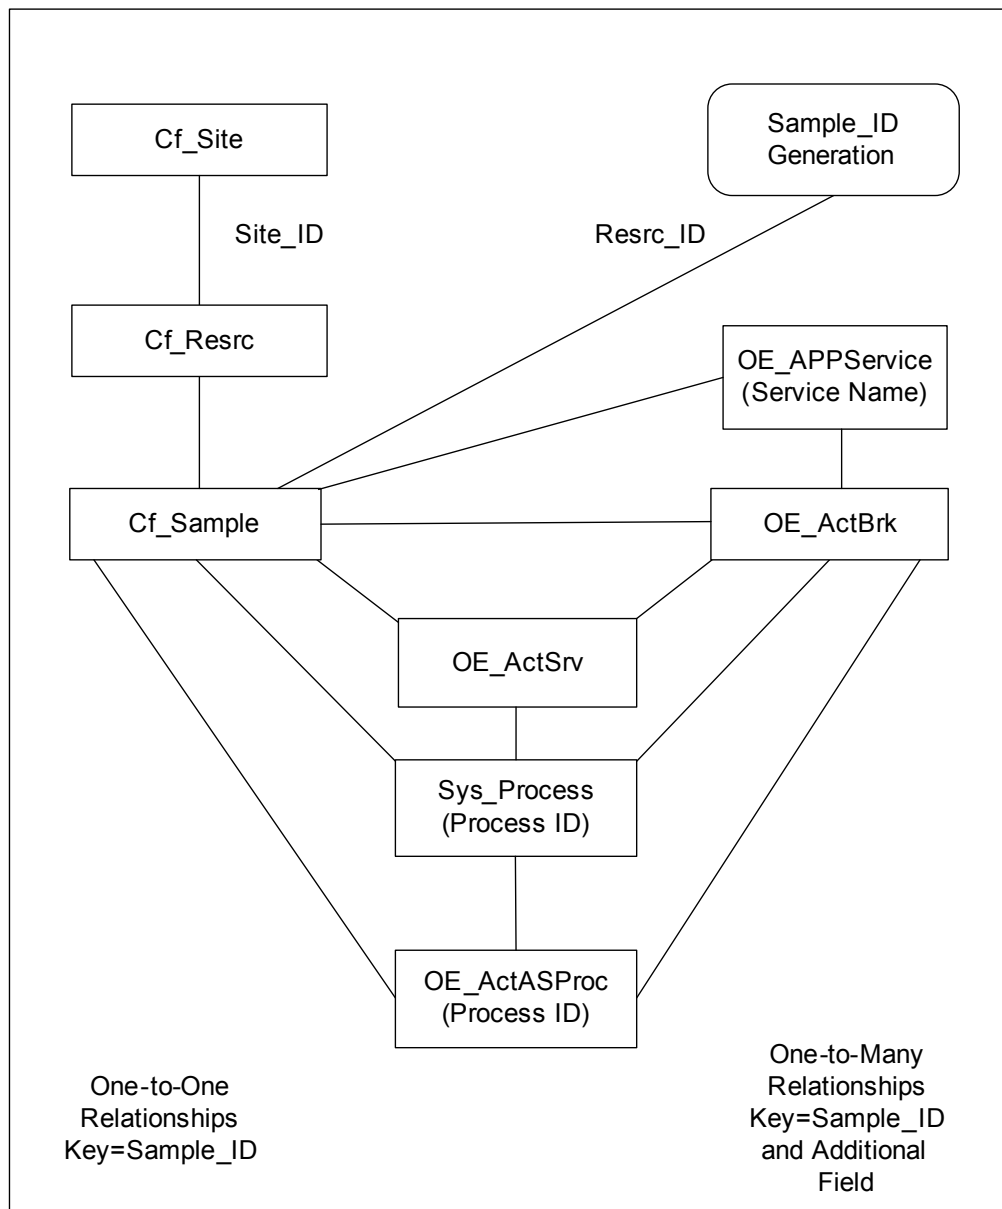 Cf_Site
Sample_ID
Generation
Site_ID
Resrc_ID
Cf_Resrc
OE_APPService
(Service Name)
Cf_Sample
OE_ActBrk
OE_ActSrv
Sys_Process
(Process ID)
OE_ActASProc
(Process ID)
One-to-One
Relationships
Key=Sample_ID
One-to-Many
Relationships
Key=Sample_ID
and Additional
Field